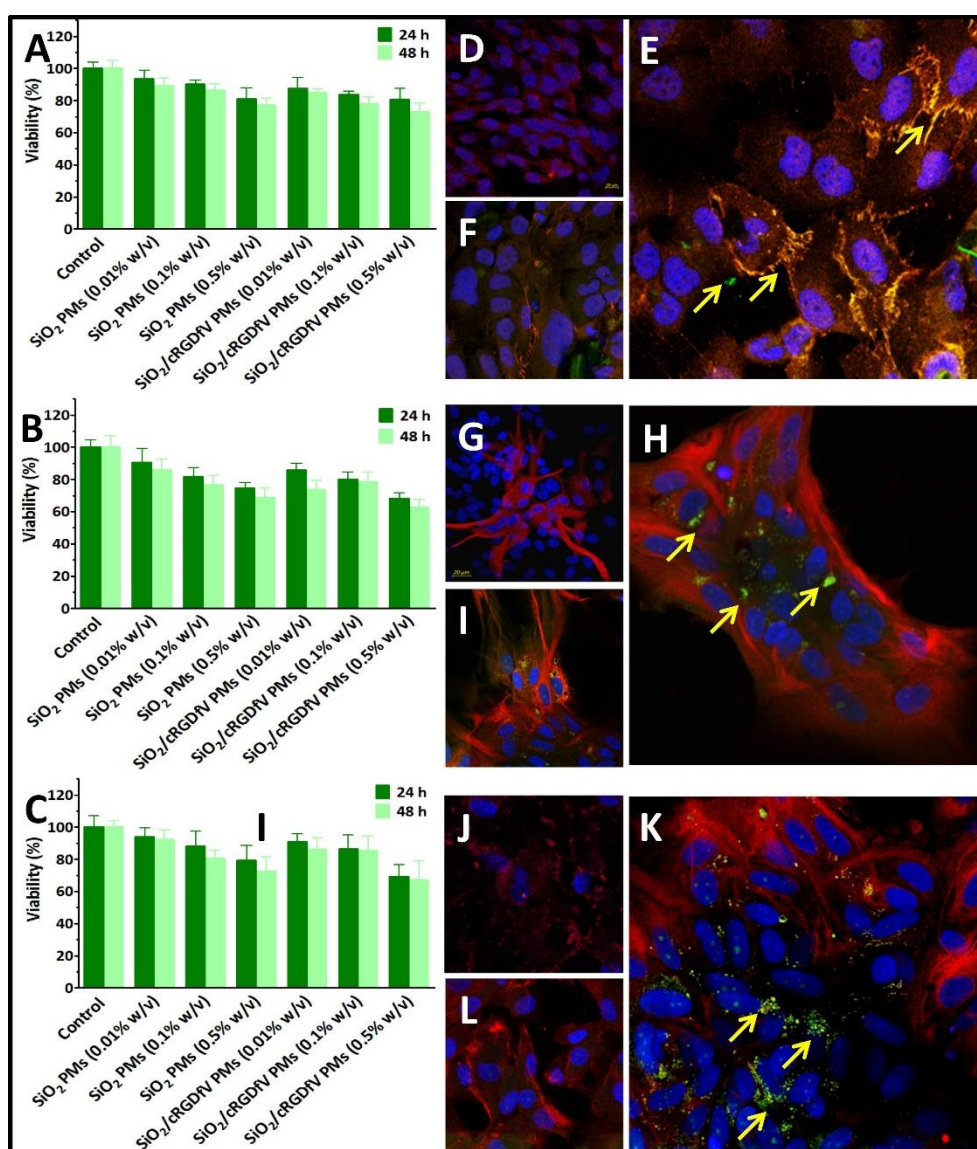 A
Viability (%)
120
100
80
60
40
20
0
24 h
48 h
Control
SiO₂ PMs (0.01% w/v)
SiO₂ PMs (0.1% w/v)
SiO₂ PMs (0.5% w/v)
SiO₂/cRGDfV PMs (0.01% w/v)
SiO₂/cRGDfV PMs (0.1% w/v)
SiO₂/cRGDfV PMs (0.5% w/v)
D
E
F
B
Viability (%)
120
100
80
60
40
20
0
24 h
48 h
Control
SiO₂ PMs (0.01% w/v)
SiO₂ PMs (0.1% w/v)
SiO₂ PMs (0.5% w/v)
SiO₂/cRGDfV PMs (0.01% w/v)
SiO₂/cRGDfV PMs (0.1% w/v)
SiO₂/cRGDfV PMs (0.5% w/v)
G
20 μm
H
I
C
Viability (%)
120
100
80
60
40
20
0
I
24 h
48 h
Control
SiO₂ PMs (0.01% w/v)
SiO₂ PMs (0.1% w/v)
SiO₂ PMs (0.5% w/v)
SiO₂/cRGDfV PMs (0.01% w/v)
SiO₂/cRGDfV PMs (0.1% w/v)
SiO₂/cRGDfV PMs (0.5% w/v)
J
K
L